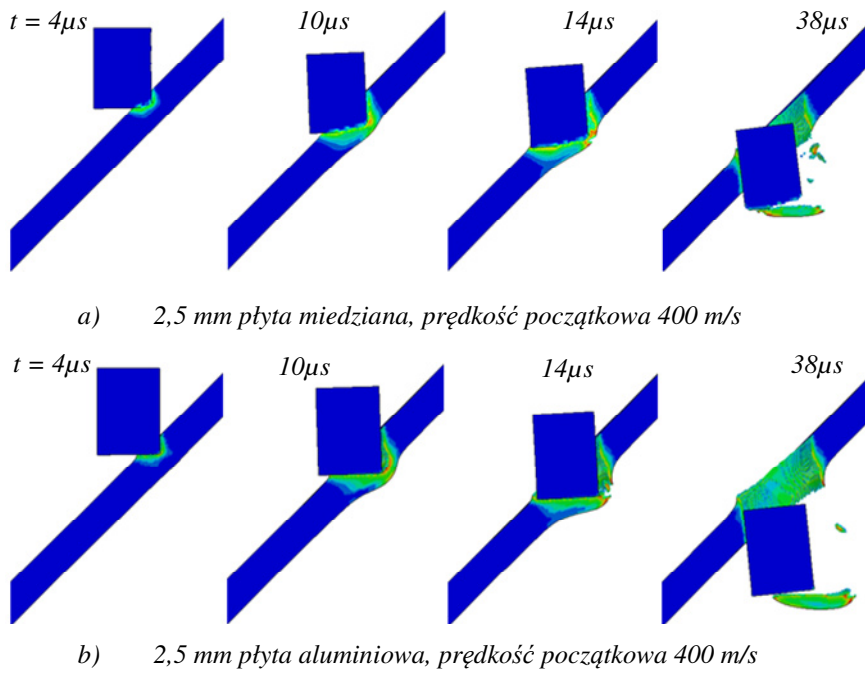 t = 4µs 10µs 14µs 38µs
a) 2,5 mm płyta miedziana, prędkość początkowa 400 m/s
t = 4µs 10µs 14µs 38µs
b) 2,5 mm płyta aluminiowa, prędkość początkowa 400 m/s